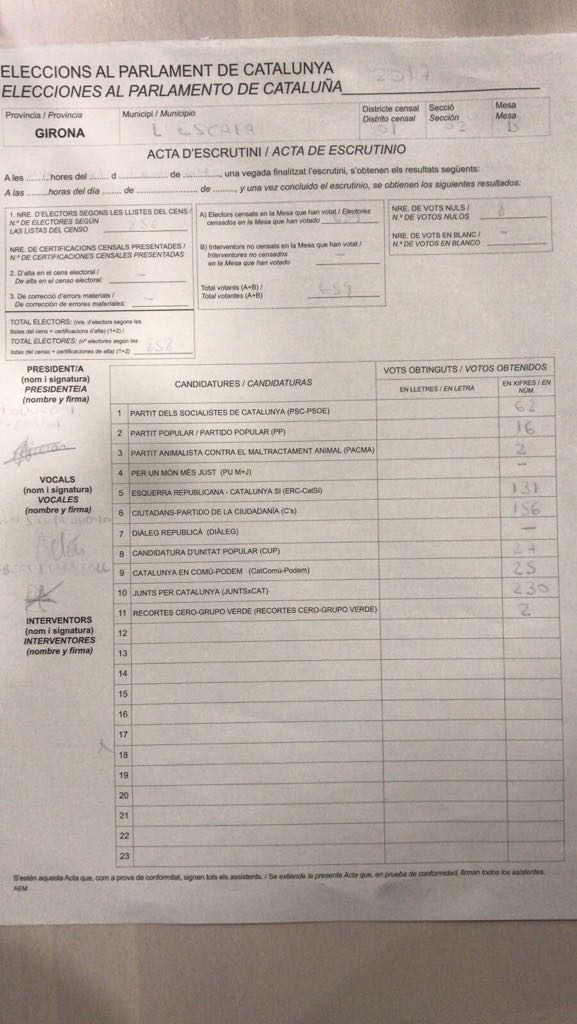 ELECCIONS AL PARLAMENT DE CATALUNYA 2017
ELECCIONES AL PARLAMENTO DE CATALUÑA
Provincia / Provincia
GIRONA
Municipi / Municipio
L'ESCALA
Districte censal
Distrito censal
01
Secció
Sección
02
Mesa
Mesa
B
ACTA D'ESCRUTINI / ACTA DE ESCRUTINIO
A les ........hores del ...... d ...................... de ............, una vegada finalitzat l'escrutini, s'obtenen els resultats següents:
A las ........horas del día ...... de ...................... de ......., y una vez concluido el escrutinio, se obtienen los siguientes resultados:
1. NRE. D'ELECTORS SEGONS LES LLISTES DEL CENS /
N.º DE ELECTORES SEGÚN
LAS LISTAS DEL CENSO
NRE. DE CERTIFICACIONS CENSALS PRESENTADES /
N.º DE CERTIFICACIONES CENSALES PRESENTADAS
2. D'alta en el cens electoral /
De alta en el censo electoral: -
3. De correcció d'errors materials /
De corrección de errores materiales: -
TOTAL ELECTORS: (nre. d'electors segons les
llistes del cens + certificacions d'alta) (1+2) /
TOTAL ELECTORES: (nº electores según las
listas del censo + certificaciones de alta) (1+2) 858
A) Electors censats en la Mesa que han votat / Electores
censados en la Mesa que han votado 659
B) Interventors no censats en la Mesa que han votat /
Interventores no censados
en la Mesa que han votado
Total votants (A+B) /
Total votantes (A+B) 659
NRE. DE VOTS NULS /
N.º DE VOTOS NULOS 8
NRE. DE VOTS EN BLANC /
N.º DE VOTOS EN BLANCO -
PRESIDENT/A
(nom i signatura)
PRESIDENTE/A
(nombre y firma)
VOCALS
(nom i signatura)
VOCALES
(nombre y firma)
Belén
INTERVENTORS
(nom i signatura)
INTERVENTORES
(nombre y firma)
CANDIDATURES / CANDIDATURAS
VOTS OBTINGUTS / VOTOS OBTENIDOS
EN LLETRES / EN LETRA
EN XIFRES / EN
NÚM.
1 PARTIT DELS SOCIALISTES DE CATALUNYA (PSC-PSOE) 62
2 PARTIT POPULAR / PARTIDO POPULAR (PP) 16
3 PARTIT ANIMALISTA CONTRA EL MALTRACTAMENT ANIMAL (PACMA) 2
4 PER UN MÓN MÉS JUST (PU M+J) -
5 ESQUERRA REPUBLICANA - CATALUNYA SI (ERC-CatSí) 131
6 CIUTADANS-PARTIDO DE LA CIUDADANÍA (C's) 156
7 DIÀLEG REPUBLICÀ (DIÀLEG) -
8 CANDIDATURA D'UNITAT POPULAR (CUP) 27
9 CATALUNYA EN COMÚ-PODEM (CatComú-Podem) 25
10 JUNTS PER CATALUNYA (JUNTSxCAT) 230
11 RECORTES CERO-GRUPO VERDE (RECORTES CERO-GRUPO VERDE) 2
12
13
14
15
16
17
18
19
20
21
22
23
S'estén aquesta Acta que, com a prova de conformitat, signen tots els assistents. / Se extiende la presente Acta que, en prueba de conformidad, firman todos los asistentes.
AEM